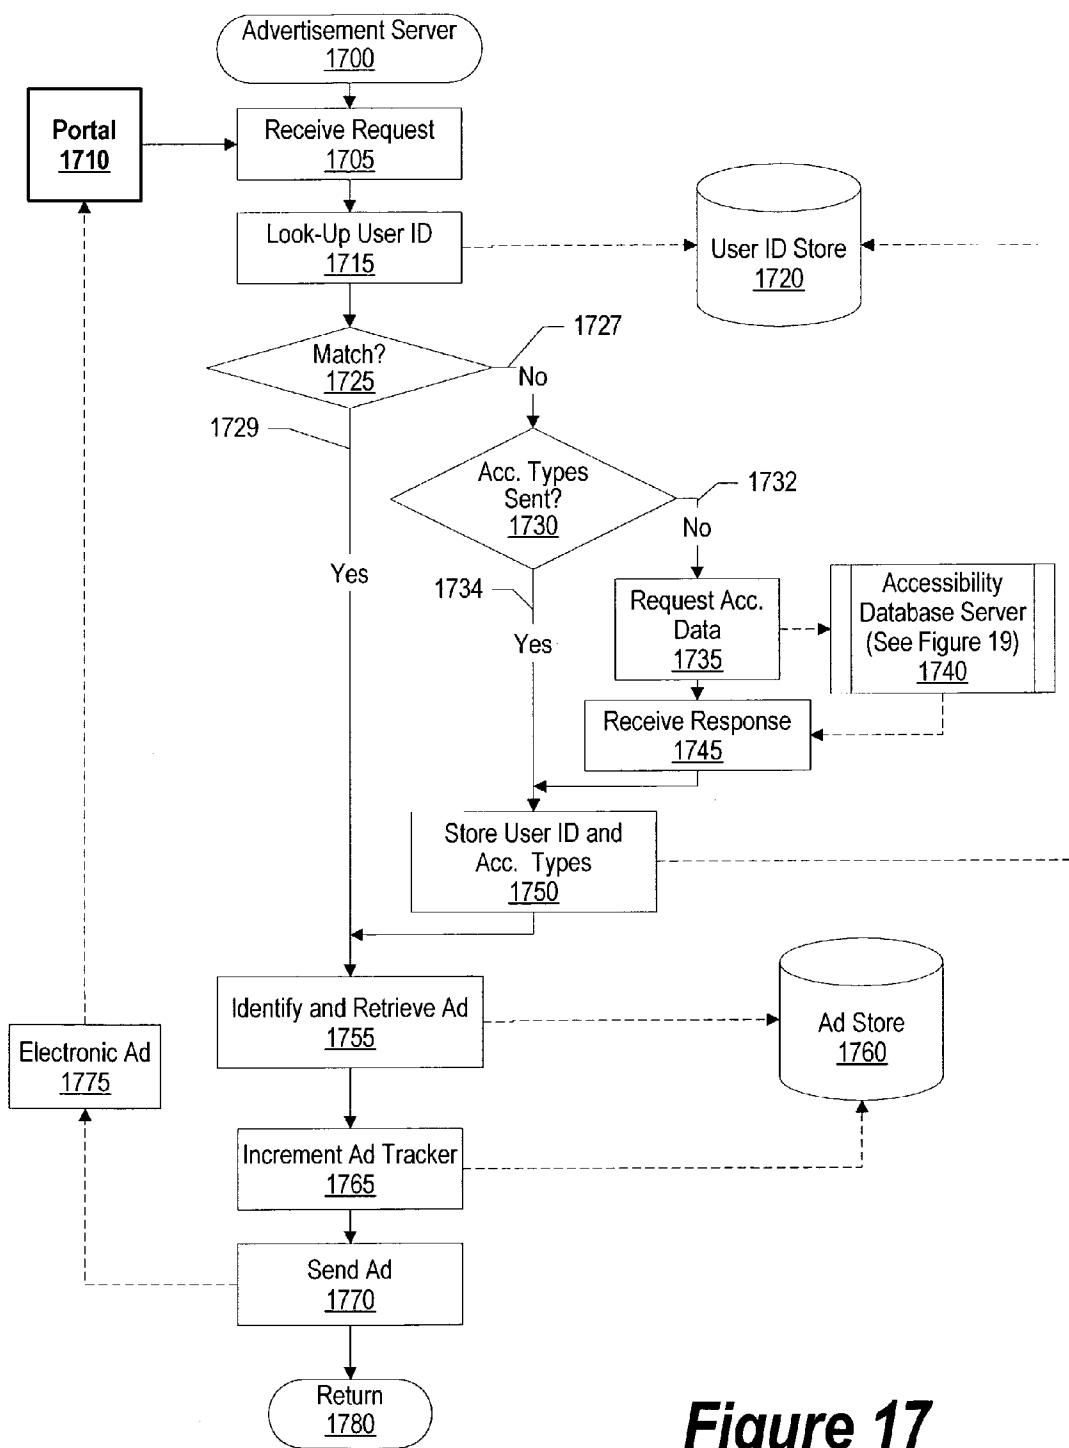 Advertisement Server
1700
Portal
1710
Receive Request
1705
Look-Up User ID
1715
User ID Store
1720
Match?
1725
1727
No
1729
Acc. Types
Sent?
1730
1732
No
Yes
1734
Yes
Request Acc.
Data
1735
Accessibility
Database Server
(See Figure 19)
1740
Receive Response
1745
Store User ID and
Acc. Types
1750
Identify and Retrieve Ad
1755
Ad Store
1760
Electronic Ad
1775
Increment Ad Tracker
1765
Send Ad
1770
Return
1780
Figure 17